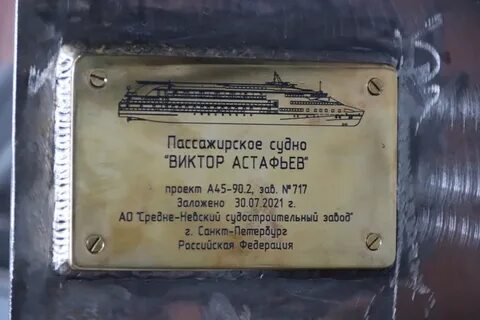 Пассажирское судно
"ВИКТОР АСТАФЬЕВ"
проект А45-90.2, зав. №717
Заложено 30.07.2021 г.
АО "Средне-Невский судостроительный завод"
г. Санкт-Петербург
Российская Федерация